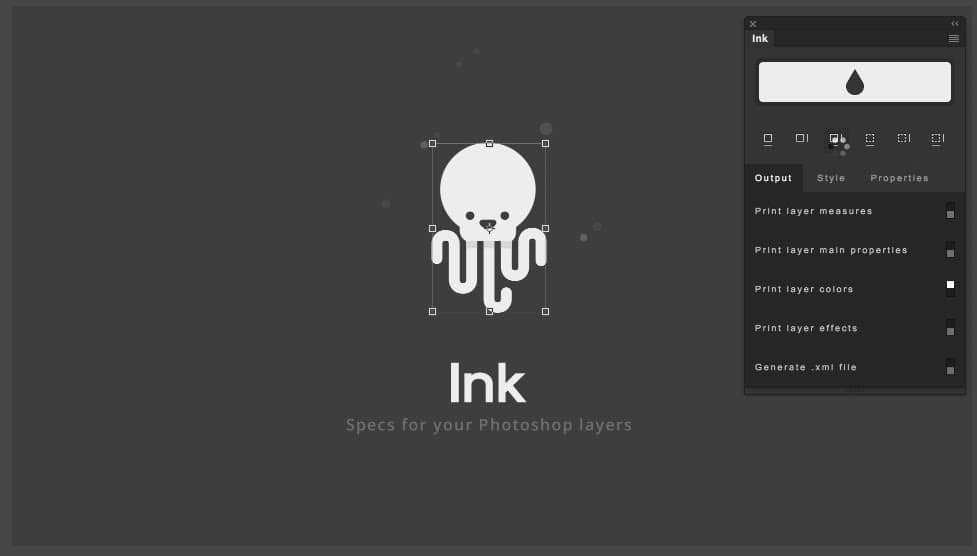 Ink
Output Style Properties
Print layer measures
Print layer main properties
Print layer colors
Print layer effects
Generate .xml file
Ink
Specs for your Photoshop layers